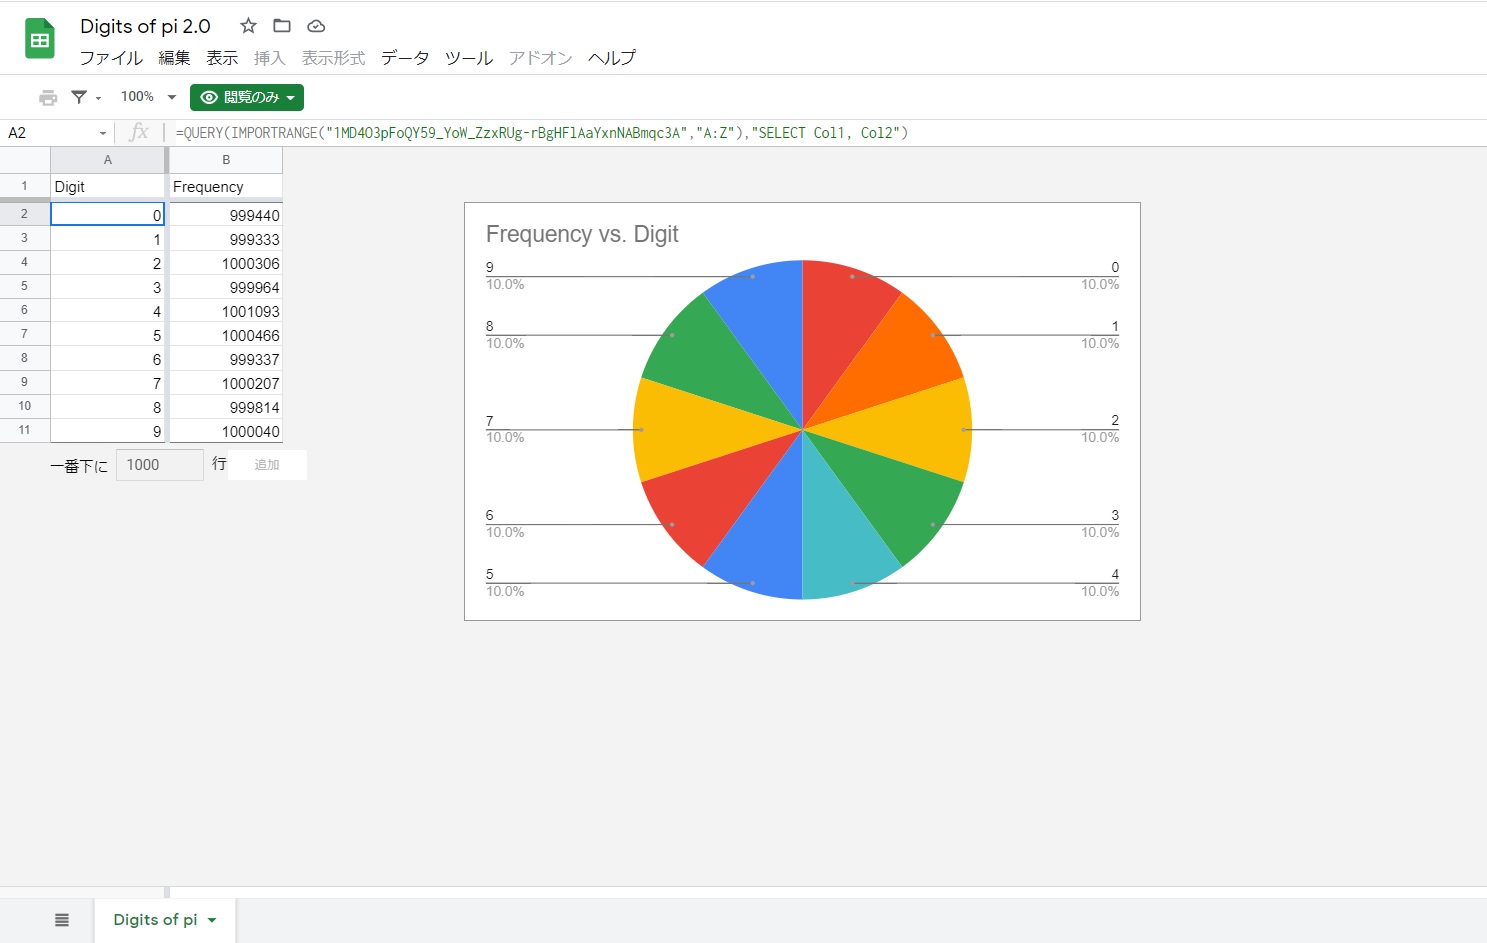 Digits of pi 2.0
ファイル 編集 表示 挿入 表示形式 データ ツール アドオン ヘルプ
100% 閲覧のみ
A2 fx =QUERY(IMPORTRANGE("1MD4O3pFoQY59_YoW_ZzxRUg-rBgHFlAaYxnNABmqc3A","A:Z"),"SELECT Col1, Col2")
A B
1 Digit Frequency
2 0 999440
3 1 999333
4 2 1000306
5 3 999964
6 4 1001093
7 5 1000466
8 6 999337
9 7 1000207
10 8 999814
11 9 1000040
一番下に 1000 行 追加
Frequency vs. Digit
9 0
10.0% 10.0%
8 1
10.0% 10.0%
7 2
10.0% 10.0%
6 3
10.0% 10.0%
5 4
10.0% 10.0%
Digits of pi